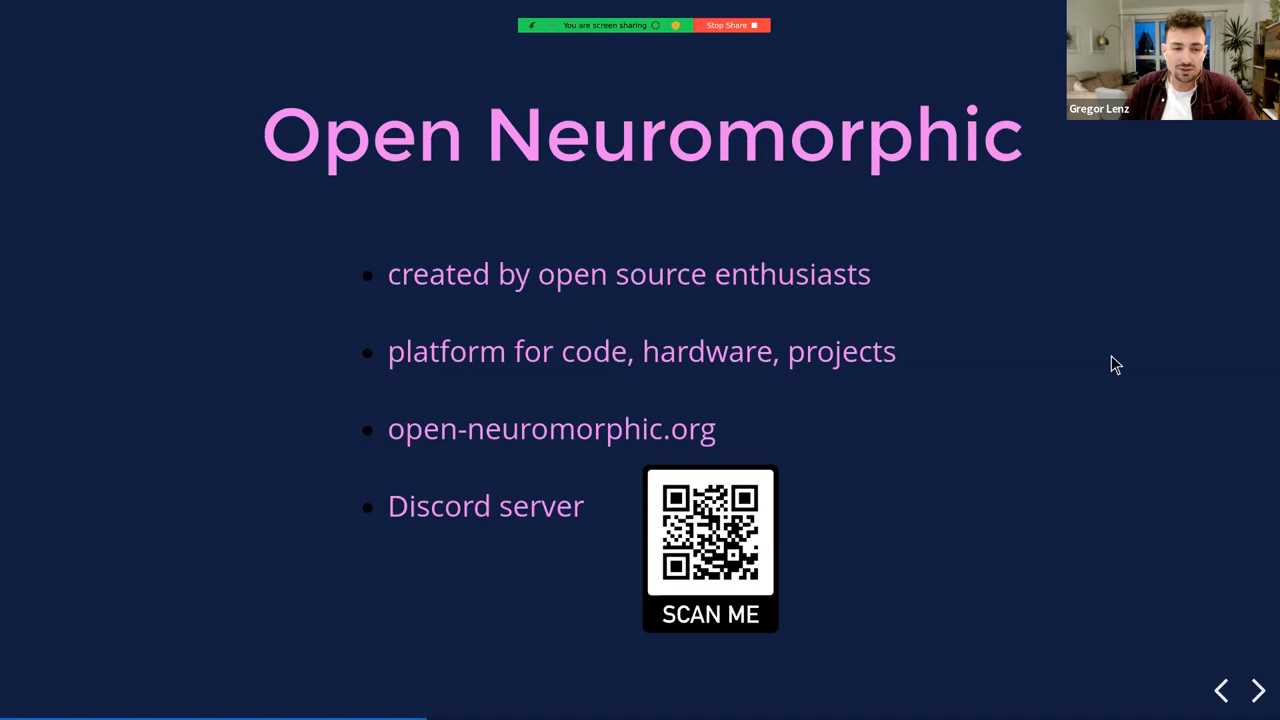 You are screen sharing
Stop Share
Gregor Lenz
Open Neuromorphic
created by open source enthusiasts
platform for code, hardware, projects
open-neuromorphic.org
Discord server
SCAN ME